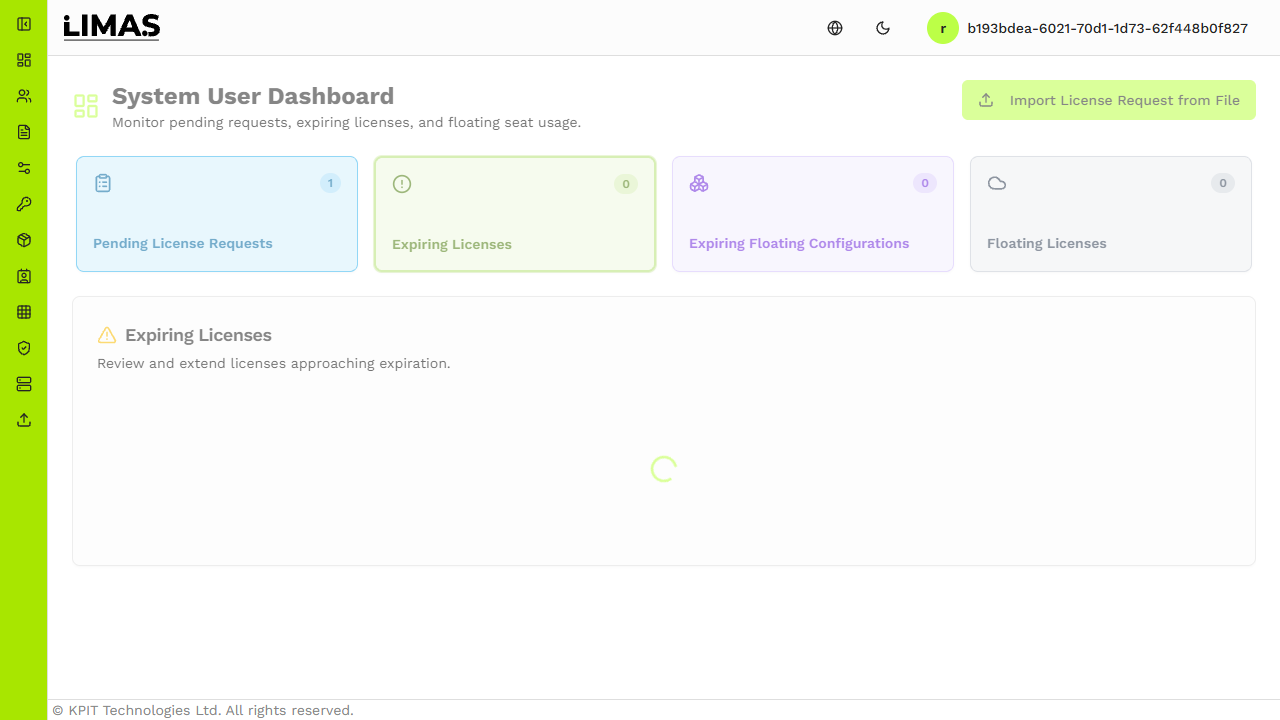 LIMAS
r
b193bdea-6021-70d1-1d73-62f448b0f827
System User Dashboard
Monitor pending requests, expiring licenses, and floating seat usage.
Import License Request from File
1
Pending License Requests
0
Expiring Licenses
0
Expiring Floating Configurations
0
Floating Licenses
Expiring Licenses
Review and extend licenses approaching expiration.
© KPIT Technologies Ltd. All rights reserved.